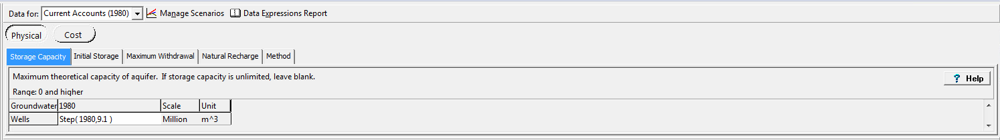 Data for: Current Accounts (1980) Manage Scenarios Data Expressions Report
Physical Cost
Storage Capacity Initial Storage Maximum Withdrawal Natural Recharge Method
Maximum theoretical capacity of aquifer. If storage capacity is unlimited, leave blank. ? Help
Range: 0 and higher
Groundwater 1980 Scale Unit
Wells Step( 1980,9.1 ) Million m^3